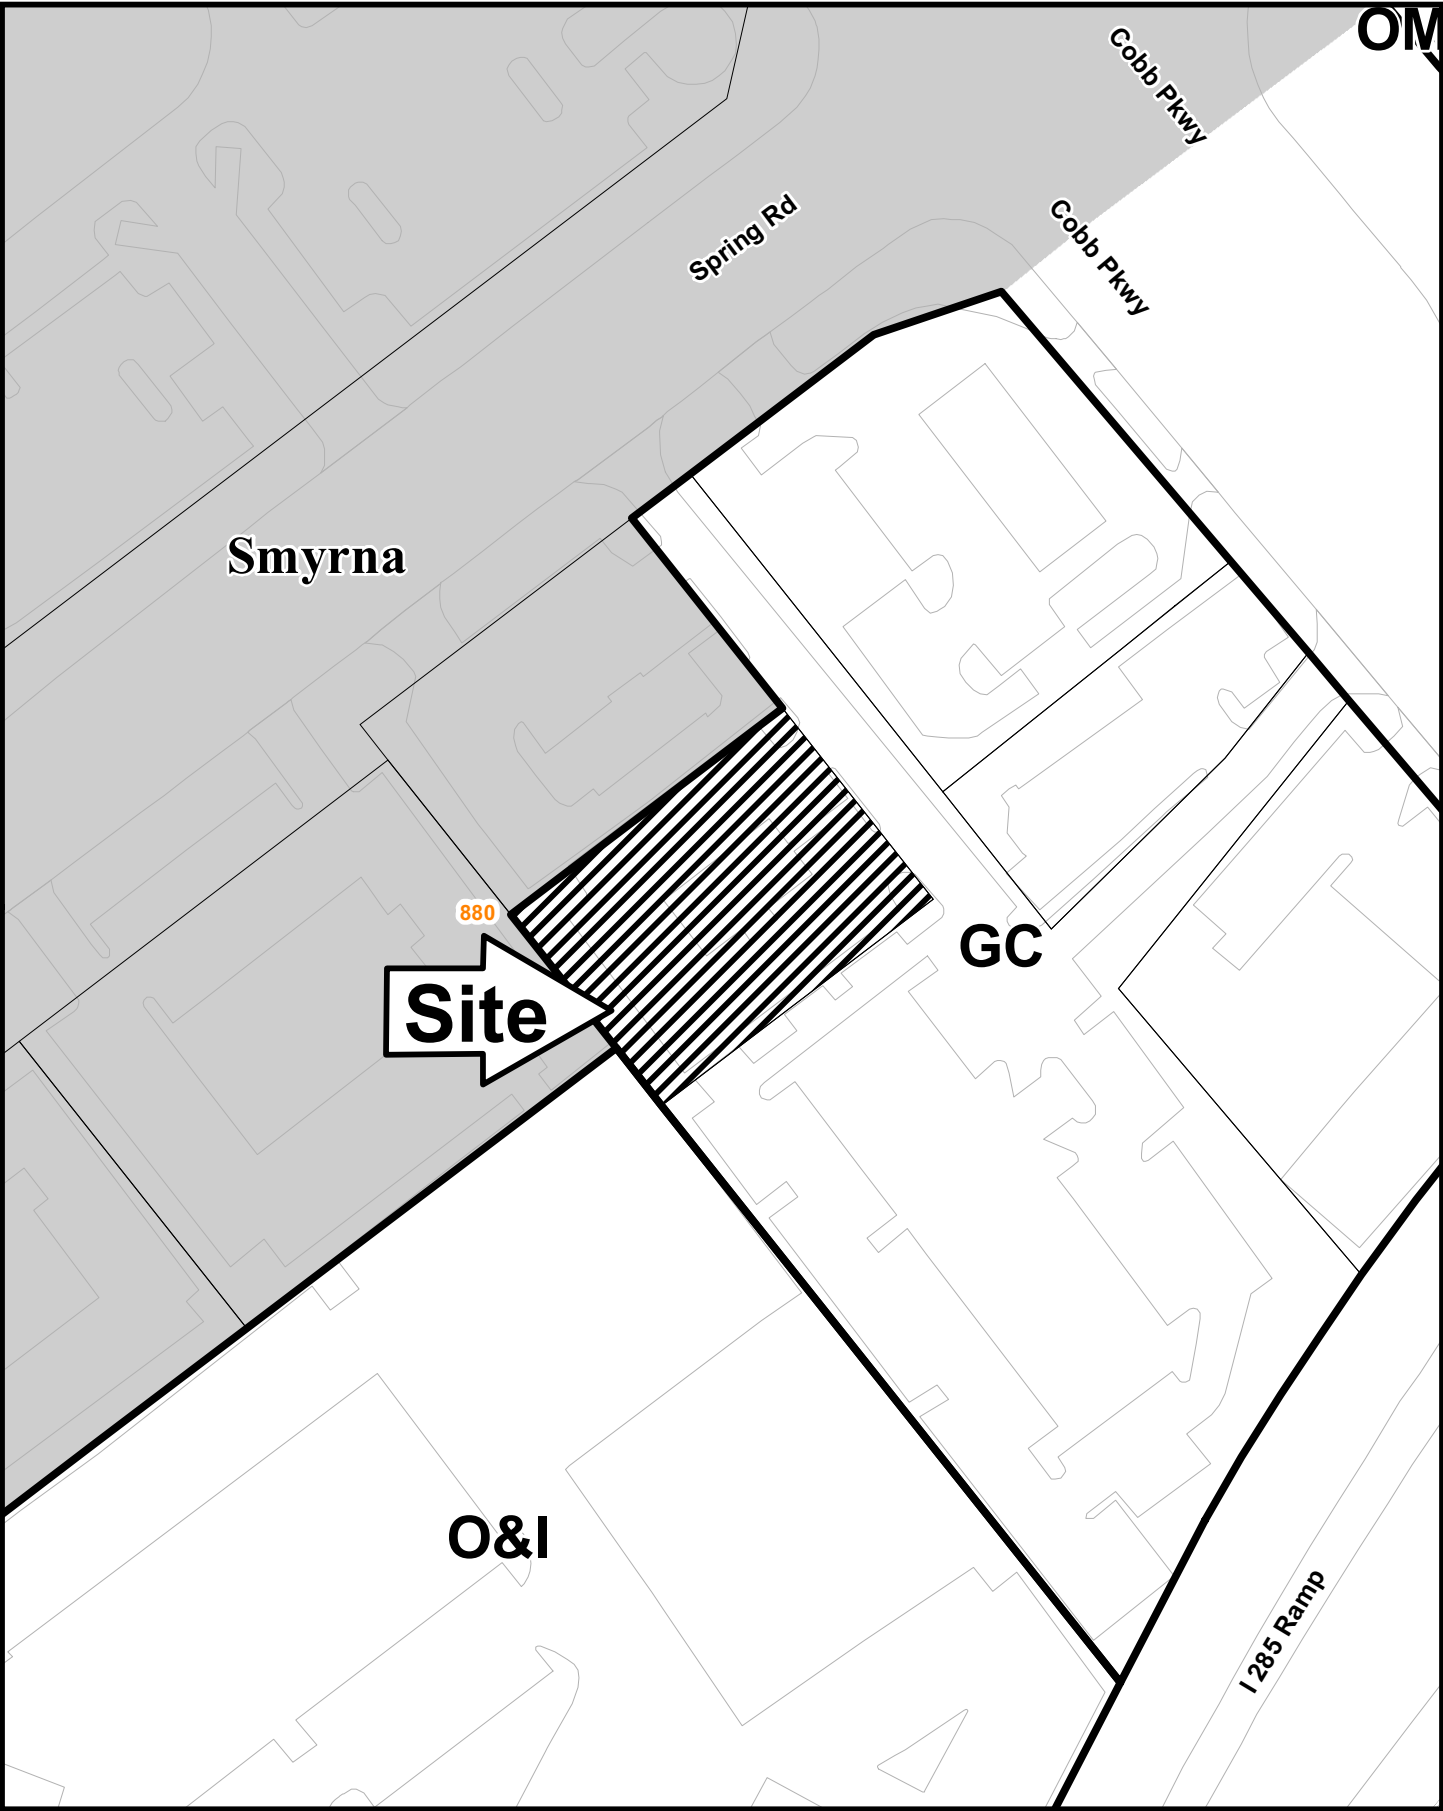 OM
Cobb Pkwy
Cobb Pkwy
Spring Rd
Smyrna
880
GC
Site
O&I
I 285 Ramp